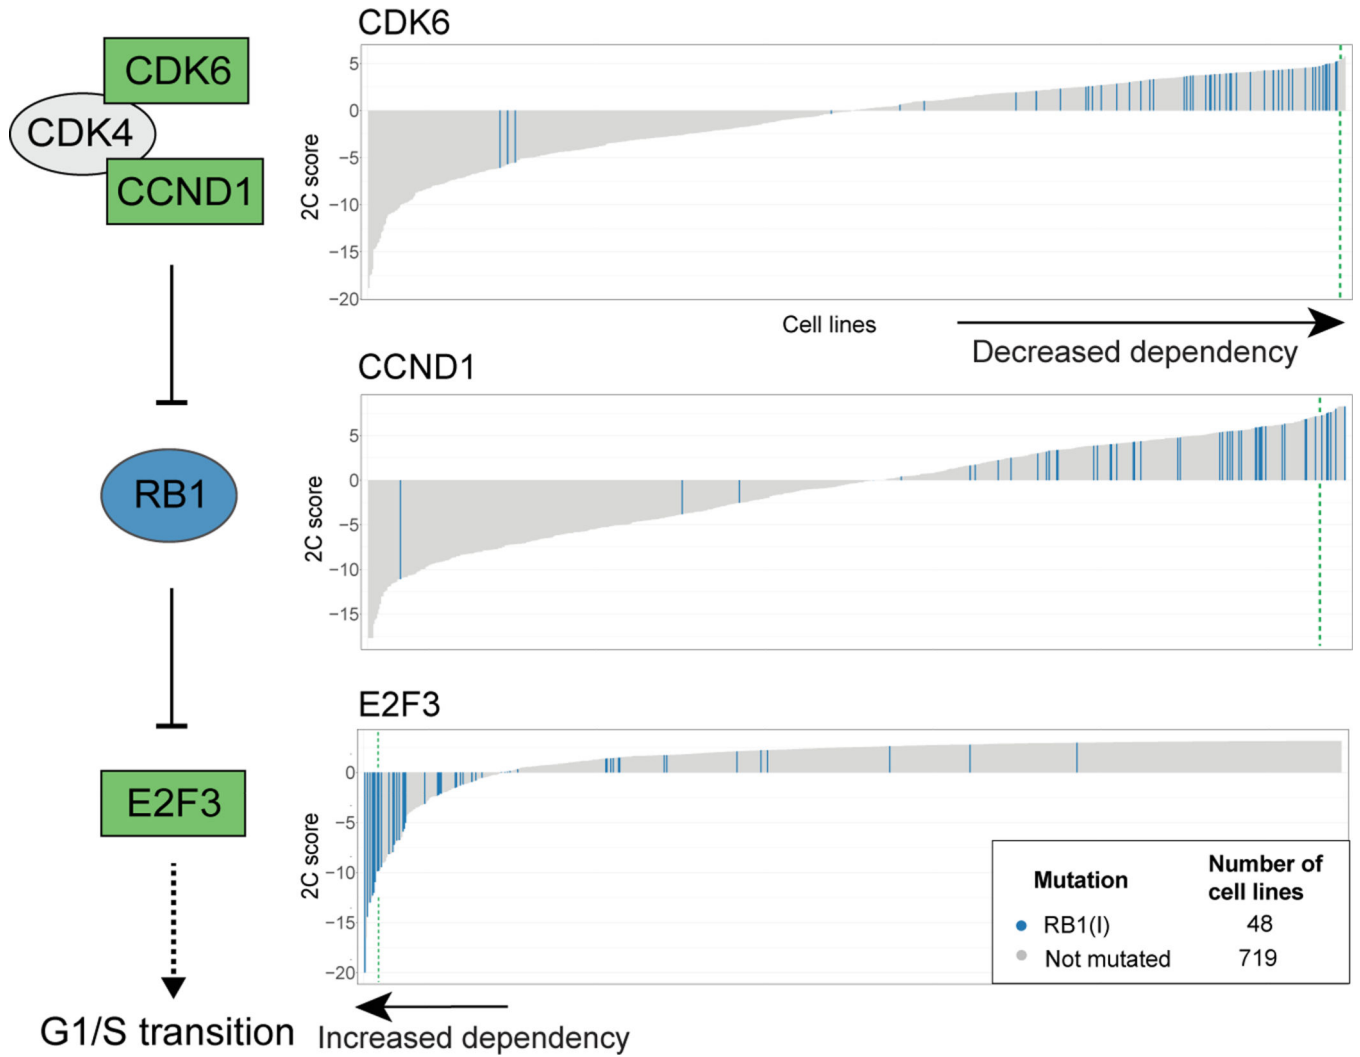 CDK6
CDK4
CCND1
RB1
E2F3
G1/S transition
CDK6
2C score
5
0
−5
−10
−15
−20
Cell lines
Decreased dependency
CCND1
2C score
5
0
−5
−10
−15
E2F3
2C score
0
−5
−10
−15
−20
Increased dependency
Mutation
Number of
cell lines
RB1(I) 48
Not mutated 719